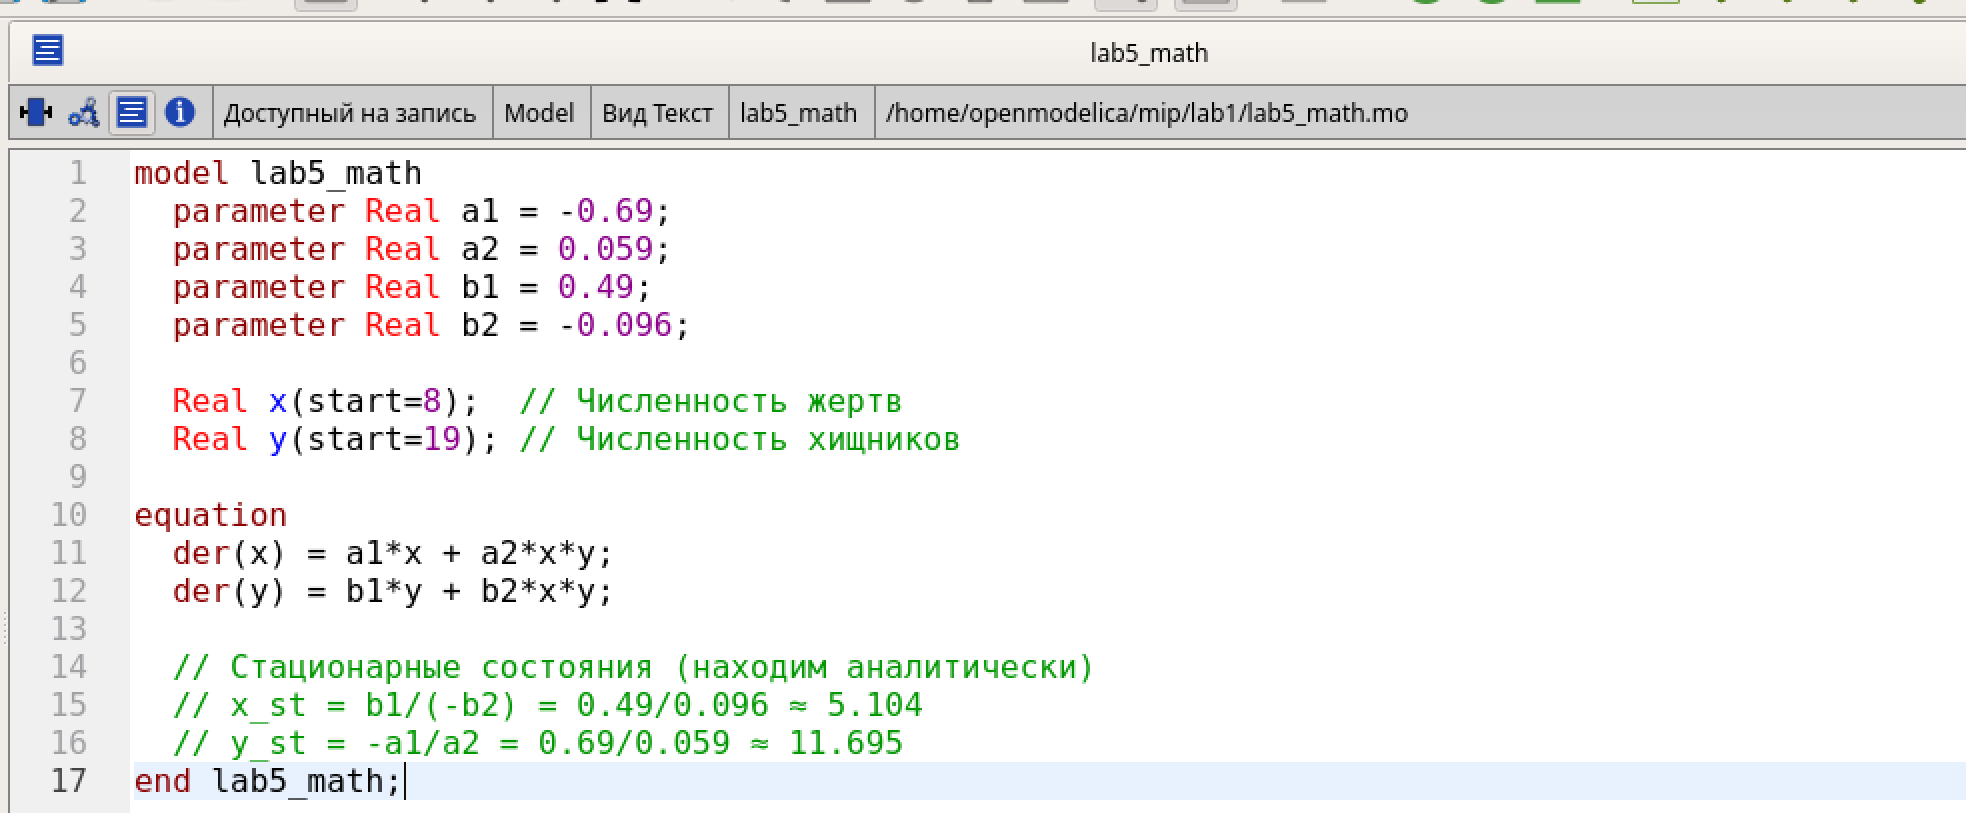 lab5_math
Доступный на запись Model Вид Текст lab5_math /home/openmodelica/mip/lab1/lab5_math.mo
1 model lab5_math
2   parameter Real a1 = -0.69;
3   parameter Real a2 = 0.059;
4   parameter Real b1 = 0.49;
5   parameter Real b2 = -0.096;
6
7   Real x(start=8);  // Численность жертв
8   Real y(start=19); // Численность хищников
9
10 equation
11   der(x) = a1*x + a2*x*y;
12   der(y) = b1*y + b2*x*y;
13
14   // Стационарные состояния (находим аналитически)
15   // x_st = b1/(-b2) = 0.49/0.096 ≈ 5.104
16   // y_st = -a1/a2 = 0.69/0.059 ≈ 11.695
17 end lab5_math;